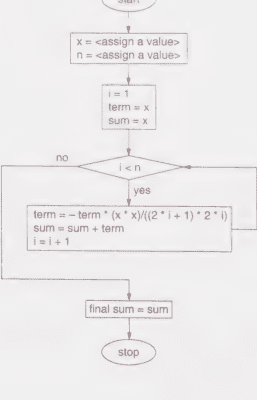 start
x = <assign a value>
n = <assign a value>
i = 1
term = x
sum = x
no
i < n
yes
term = – term * (x * x)/((2 * i + 1) * 2 * i)
sum = sum + term
i = i + 1
final sum = sum
stop